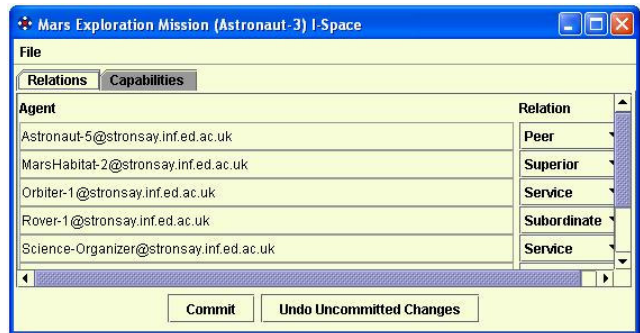 Mars Exploration Mission (Astronaut-3) I-Space
File
Relations Capabilities
Agent Relation
Astronaut-5@stronsay.inf.ed.ac.uk Peer
MarsHabitat-2@stronsay.inf.ed.ac.uk Superior
Orbiter-1@stronsay.inf.ed.ac.uk Service
Rover-1@stronsay.inf.ed.ac.uk Subordinate
Science-Organizer@stronsay.inf.ed.ac.uk Service
Commit Undo Uncommitted Changes